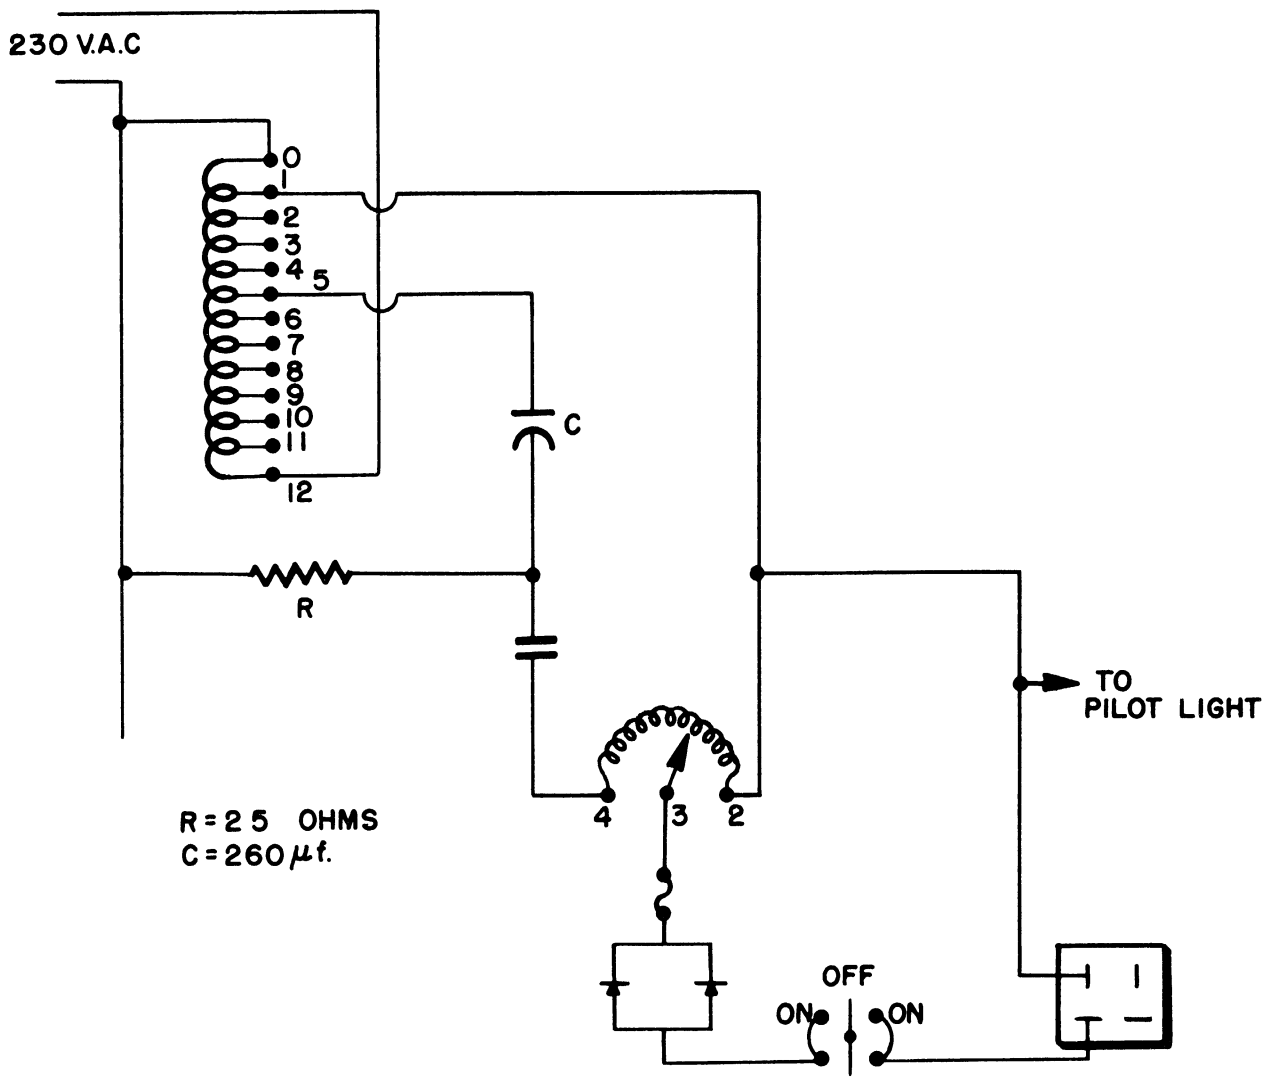 230 V.A.C
0
1
2
3
4
5
6
7
8
9
10
11
12
C
R
TO
PILOT LIGHT
4
3
2
R = 25 OHMS
C = 260 μf.
OFF
ON
ON